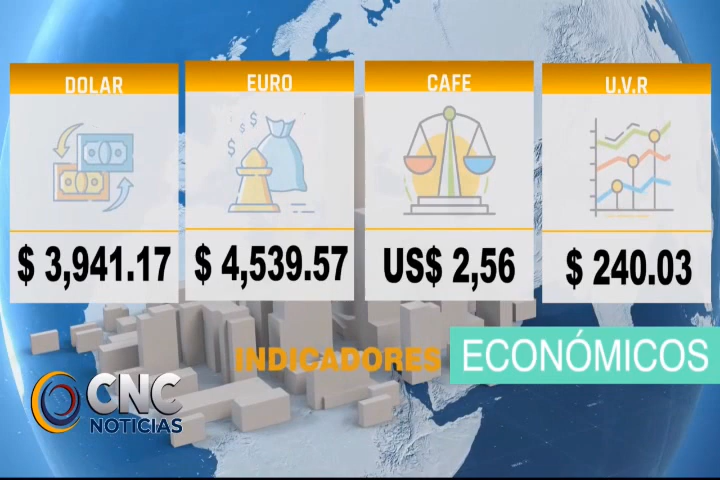 DOLAR
$ 3,941.17
EURO
$ 4,539.57
CAFE
US$ 2,56
U.V.R
$ 240.03
INDICADORES ECONÓMICOS
CNC
NOTICIAS